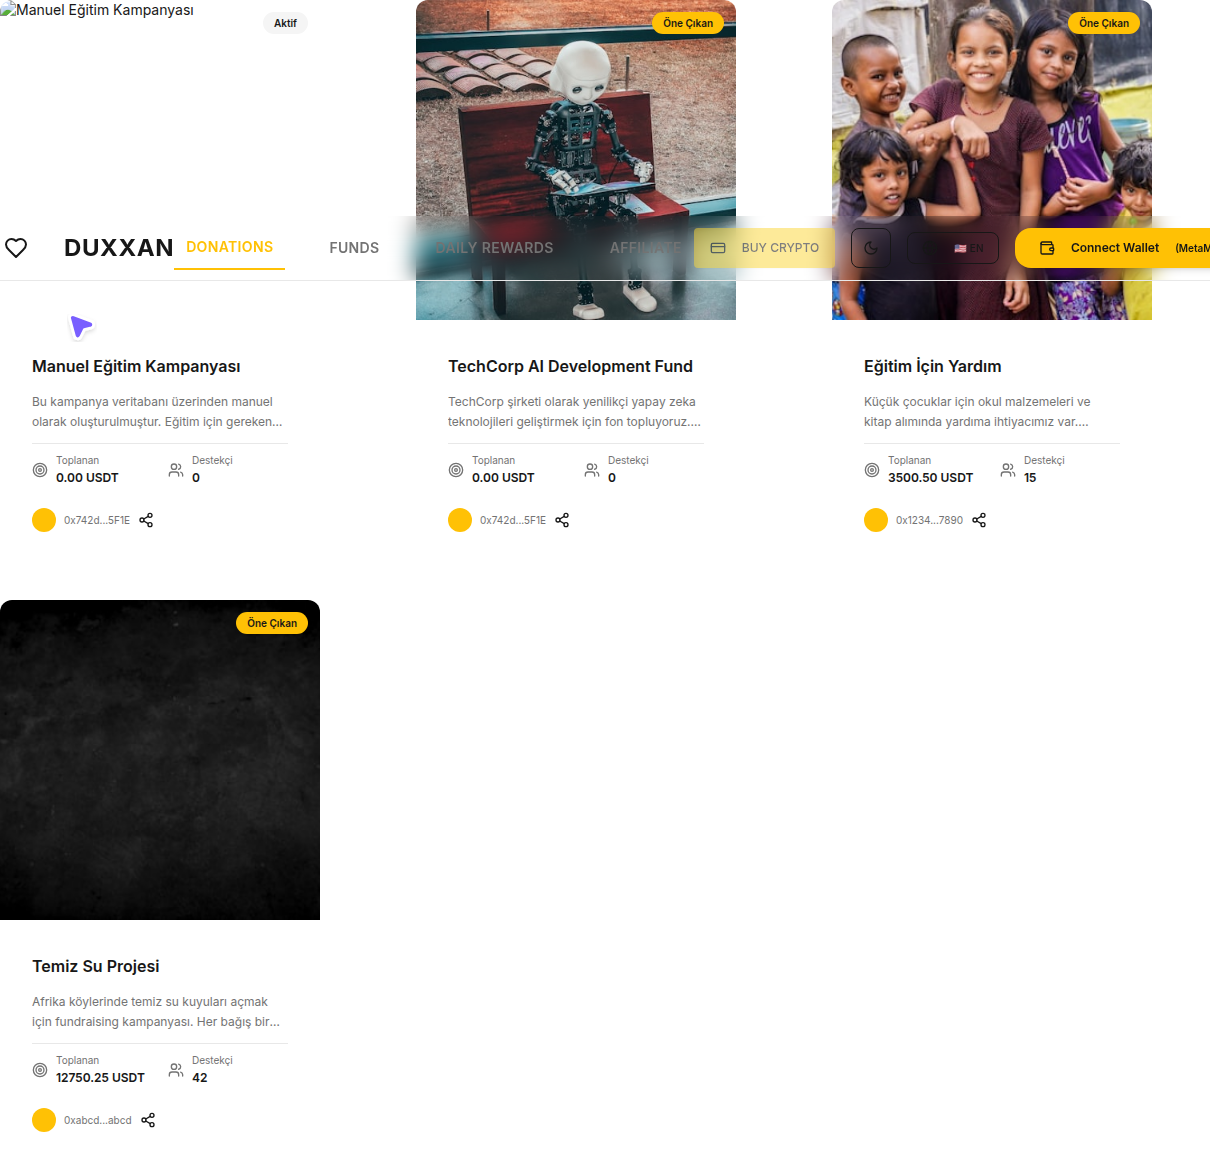 Manuel Eğitim Kampanyası
Aktif
Öne Çıkan
Öne Çıkan
DUXXAN
DONATIONS
FUNDS
DAILY REWARDS
AFFILIATE
BUY CRYPTO
EN
Connect Wallet
(MetaM
Manuel Eğitim Kampanyası
Bu kampanya veritabanı üzerinden manuel
olarak oluşturulmuştur. Eğitim için gereken...
Toplanan
0.00 USDT
Destekçi
0
0x742d...5F1E
TechCorp AI Development Fund
TechCorp şirketi olarak yenilikçi yapay zeka
teknolojileri geliştirmek için fon topluyoruz....
Toplanan
0.00 USDT
Destekçi
0
0x742d...5F1E
Eğitim İçin Yardım
Küçük çocuklar için okul malzemeleri ve
kitap alımında yardıma ihtiyacımız var....
Toplanan
3500.50 USDT
Destekçi
15
0x1234...7890
Öne Çıkan
Temiz Su Projesi
Afrika köylerinde temiz su kuyuları açmak
için fundraising kampanyası. Her bağış bir...
Toplanan
12750.25 USDT
Destekçi
42
0xabcd...abcd